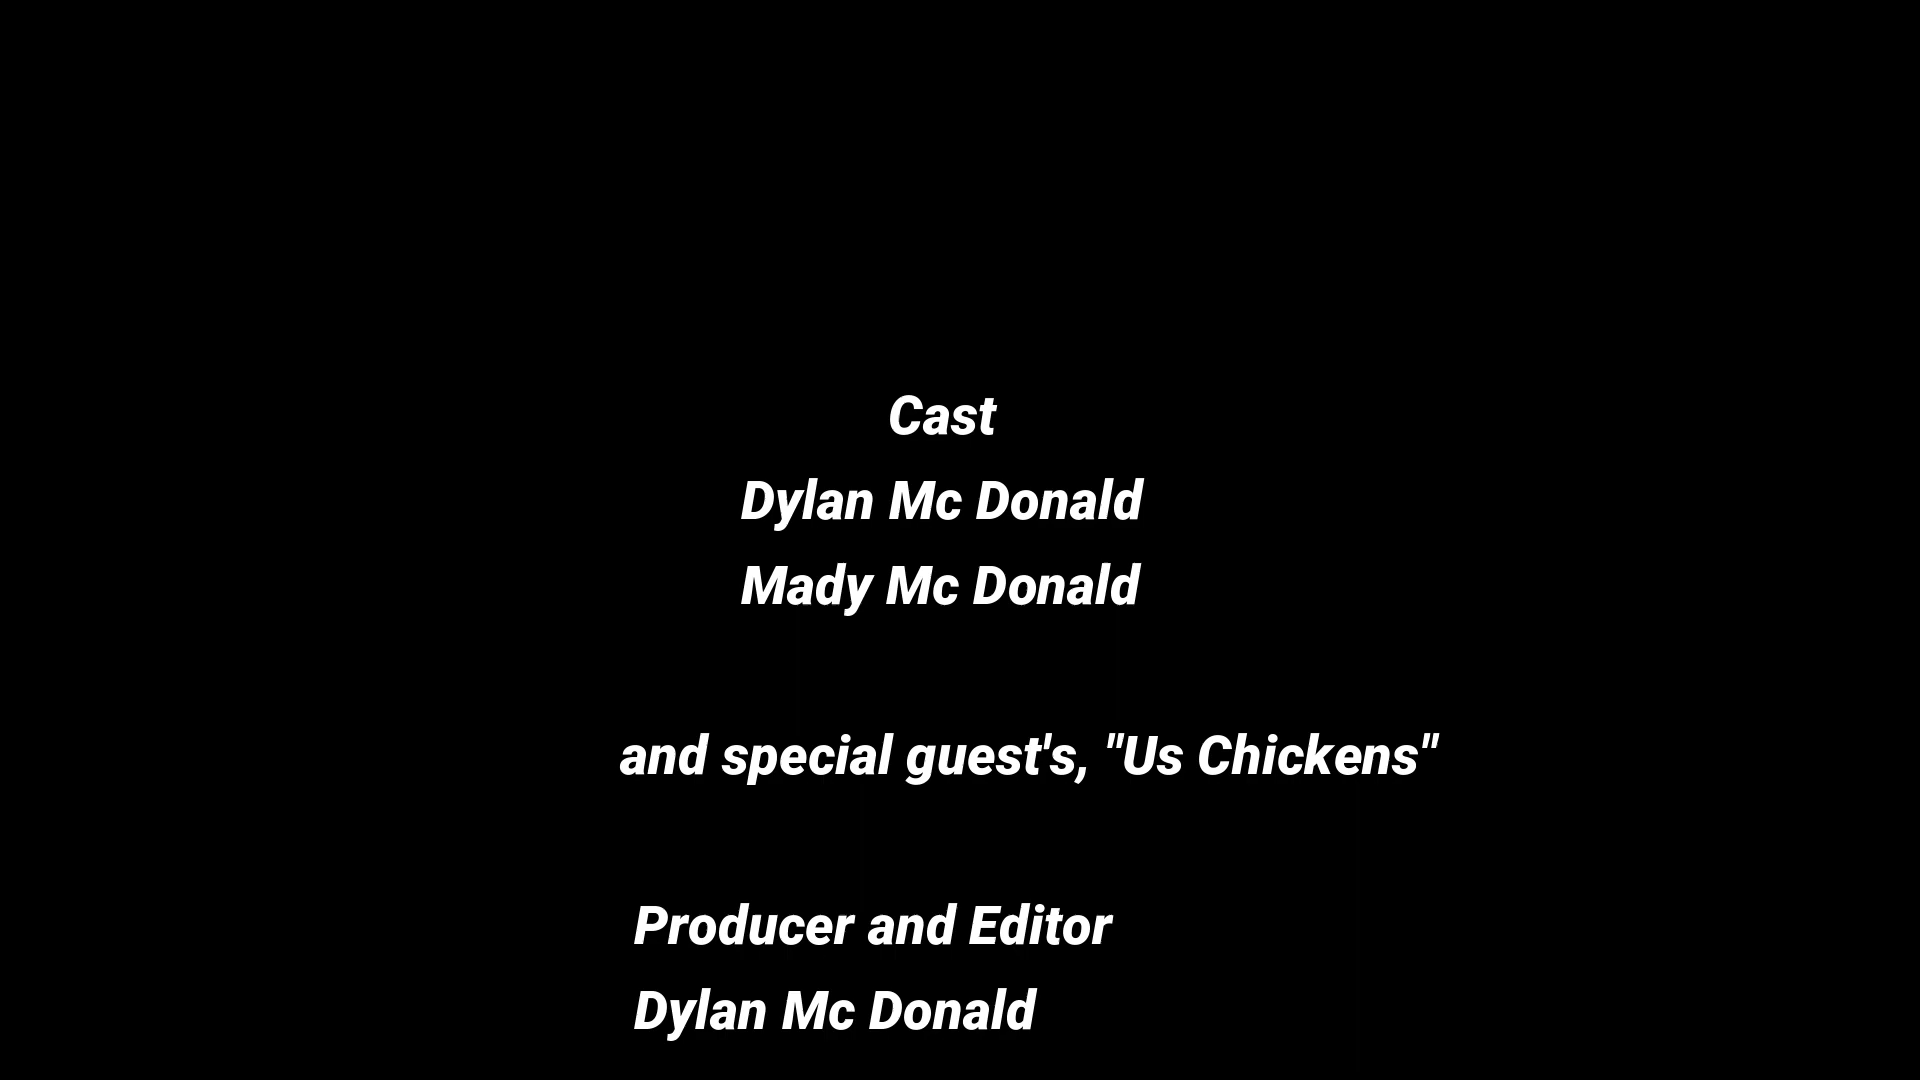 Cast
Dylan Mc Donald
Mady Mc Donald
and special guest's, "Us Chickens"
Producer and Editor
Dylan Mc Donald